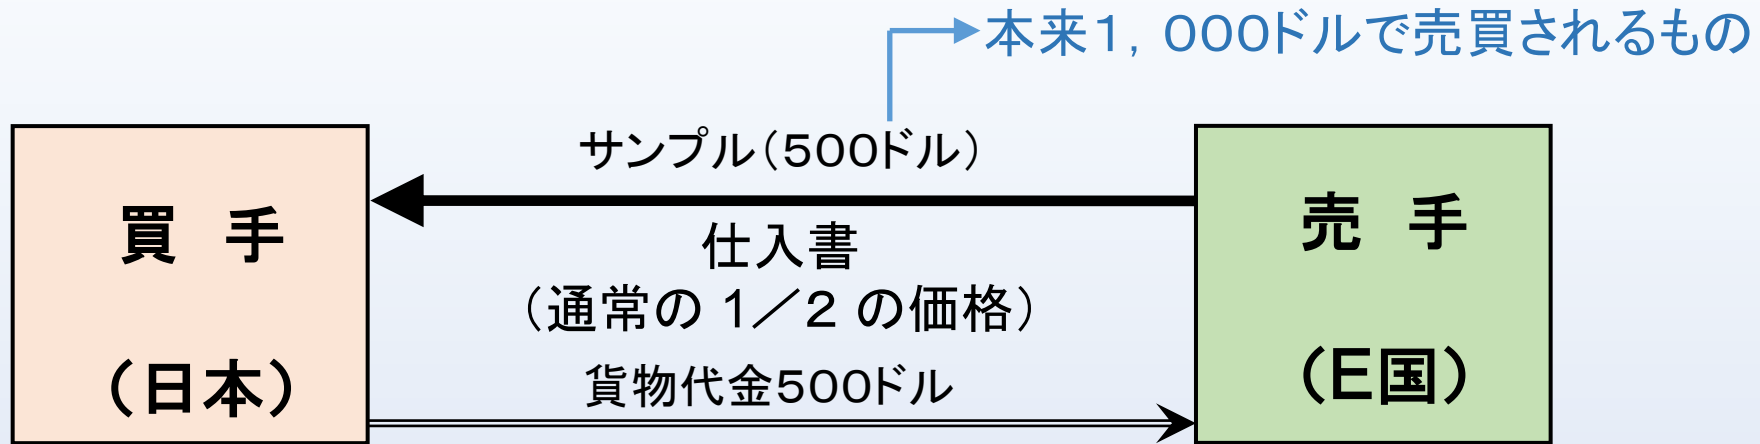 本来１，０００ドルで売買されるもの
サンプル（５００ドル）
買　手
（日本）
仕入書
（通常の １／２ の価格）
貨物代金５００ドル
売　手
（Ｅ国）